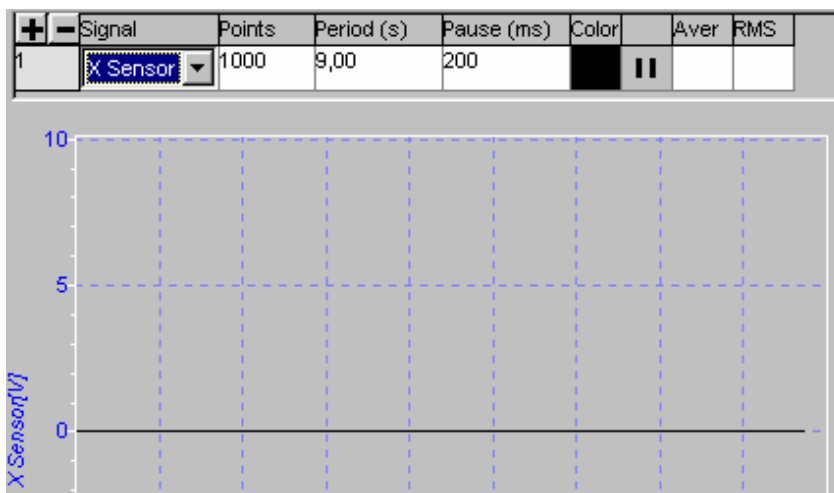 + - Signal Points Period (s) Pause (ms) Color Aver RMS
1 X Sensor 1000 9,00 200
10
5
X Sensor[V]
0